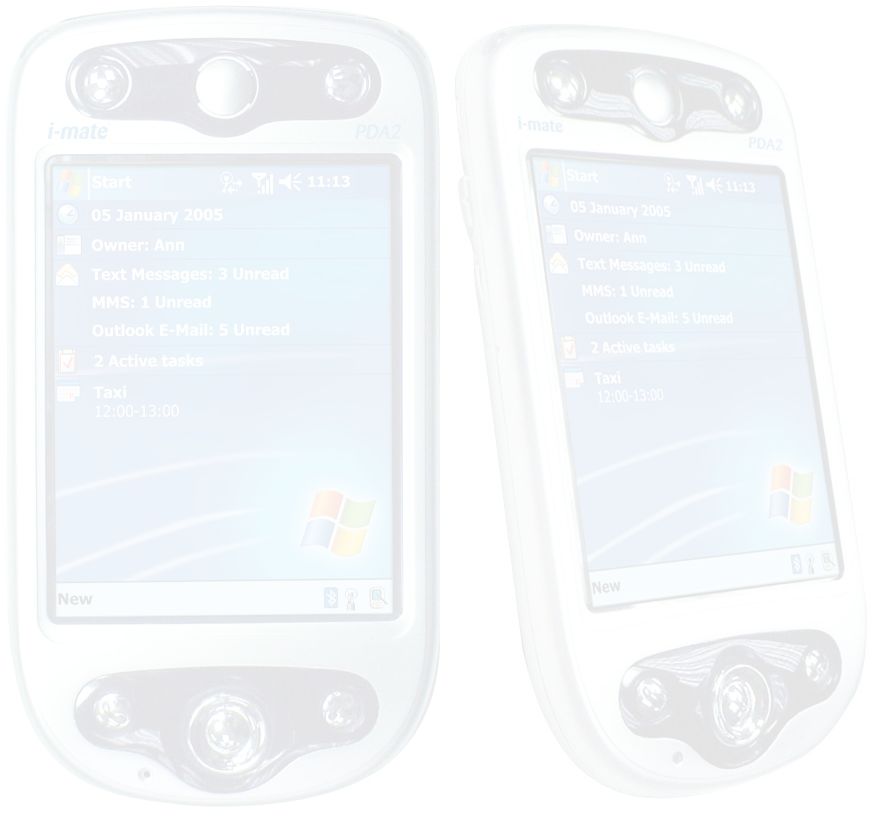 i-mate PDA2
Start 11:13
05 January 2005
Owner: Ann
Text Messages: 3 Unread
MMS: 1 Unread
Outlook E-Mail: 5 Unread
2 Active tasks
Taxi
12:00-13:00
New
i-mate PDA2
Start 11:13
05 January 2005
Owner: Ann
Text Messages: 3 Unread
MMS: 1 Unread
Outlook E-Mail: 5 Unread
2 Active tasks
Taxi
12:00-13:00
New